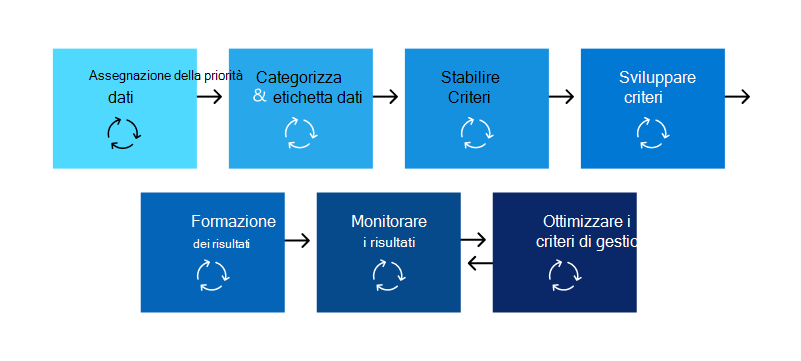 Assegnazione della priorità
dati
Categorizza
& etichetta dati
Stabilire
Criteri
Sviluppare
criteri
Formazione
dei risultati
Monitorare
i risultati
Ottimizzare i
criteri di gestio